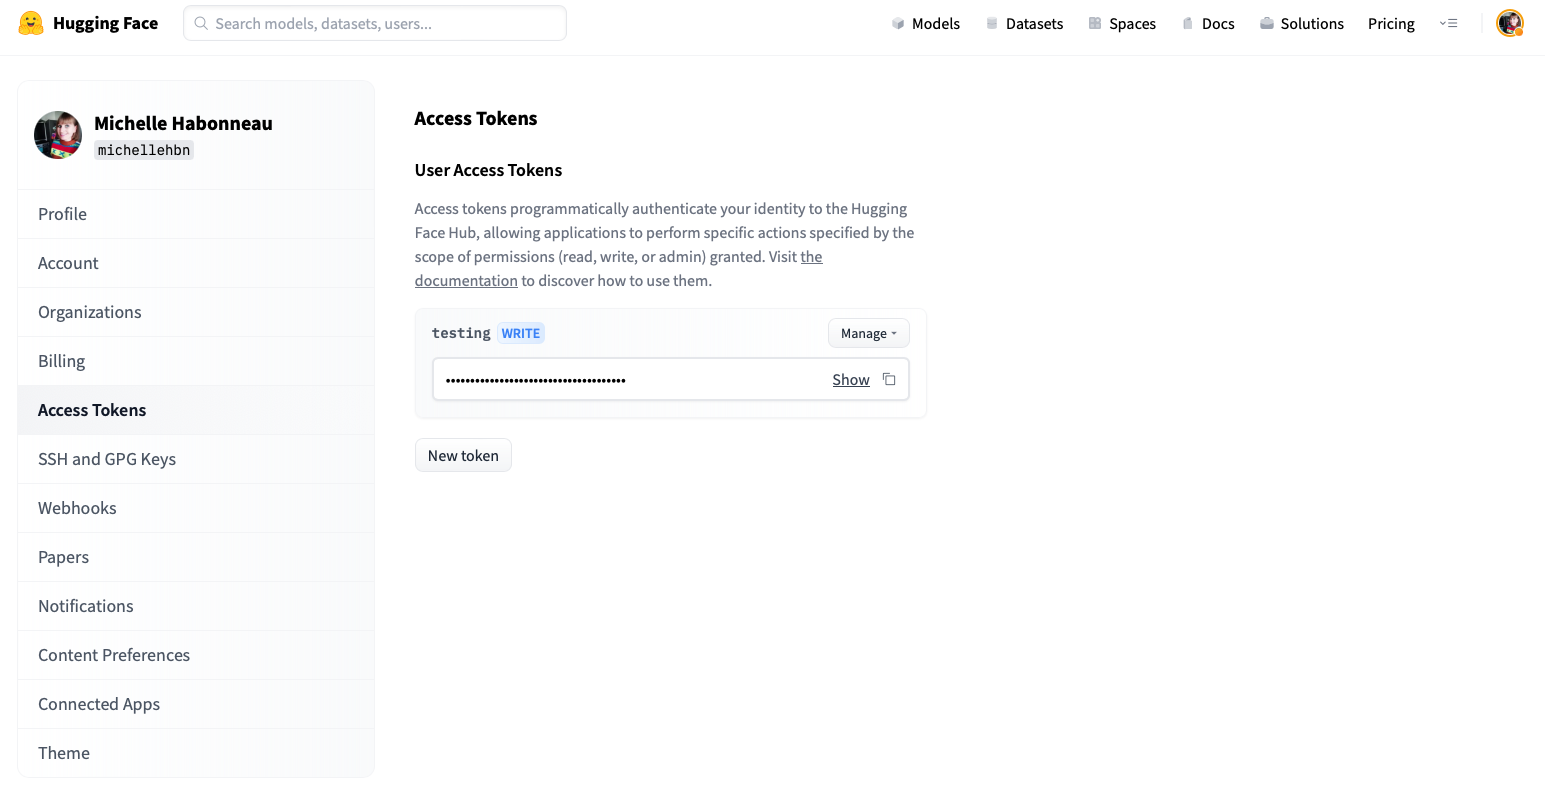 Hugging Face
Search models, datasets, users...
Models
Datasets
Spaces
Docs
Solutions
Pricing
Michelle Habonneau
michellehbn
Profile
Account
Organizations
Billing
Access Tokens
SSH and GPG Keys
Webhooks
Papers
Notifications
Content Preferences
Connected Apps
Theme
Access Tokens
User Access Tokens
Access tokens programmatically authenticate your identity to the Hugging
Face Hub, allowing applications to perform specific actions specified by the
scope of permissions (read, write, or admin) granted. Visit the
documentation to discover how to use them.
testing WRITE
Manage
••••••••••••••••••••••••••••••••••••• Show
New token